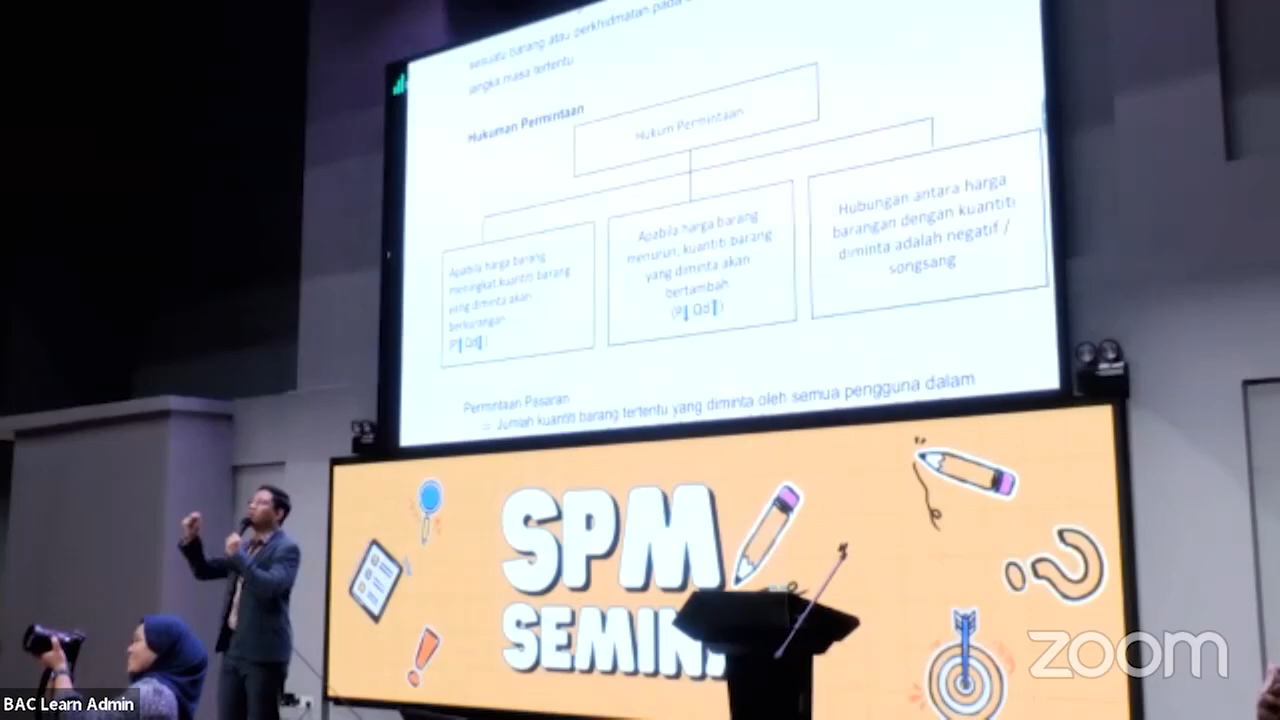 sesuatu barang atau perkhidmatan pada
jangka masa tertentu
Hukuman Permintaan
Hukum Permintaan
Apabila harga barang
meningkat,kuantiti barang
yang diminta akan
berkurangan
(P⬆Qd⬇)
Apabila harga barang
menurun, kuantiti barang
yang diminta akan
bertambah
(P⬇Qd⬆)
Hubungan antara harga
barangan dengan kuantiti
diminta adalah negatif /
songsang
Permintaan Pasaran
⇨ Jumlah kuantiti barang tertentu yang diminta oleh semua pengguna dalam
SPM
SEMIN
zoom
BAC Learn Admin